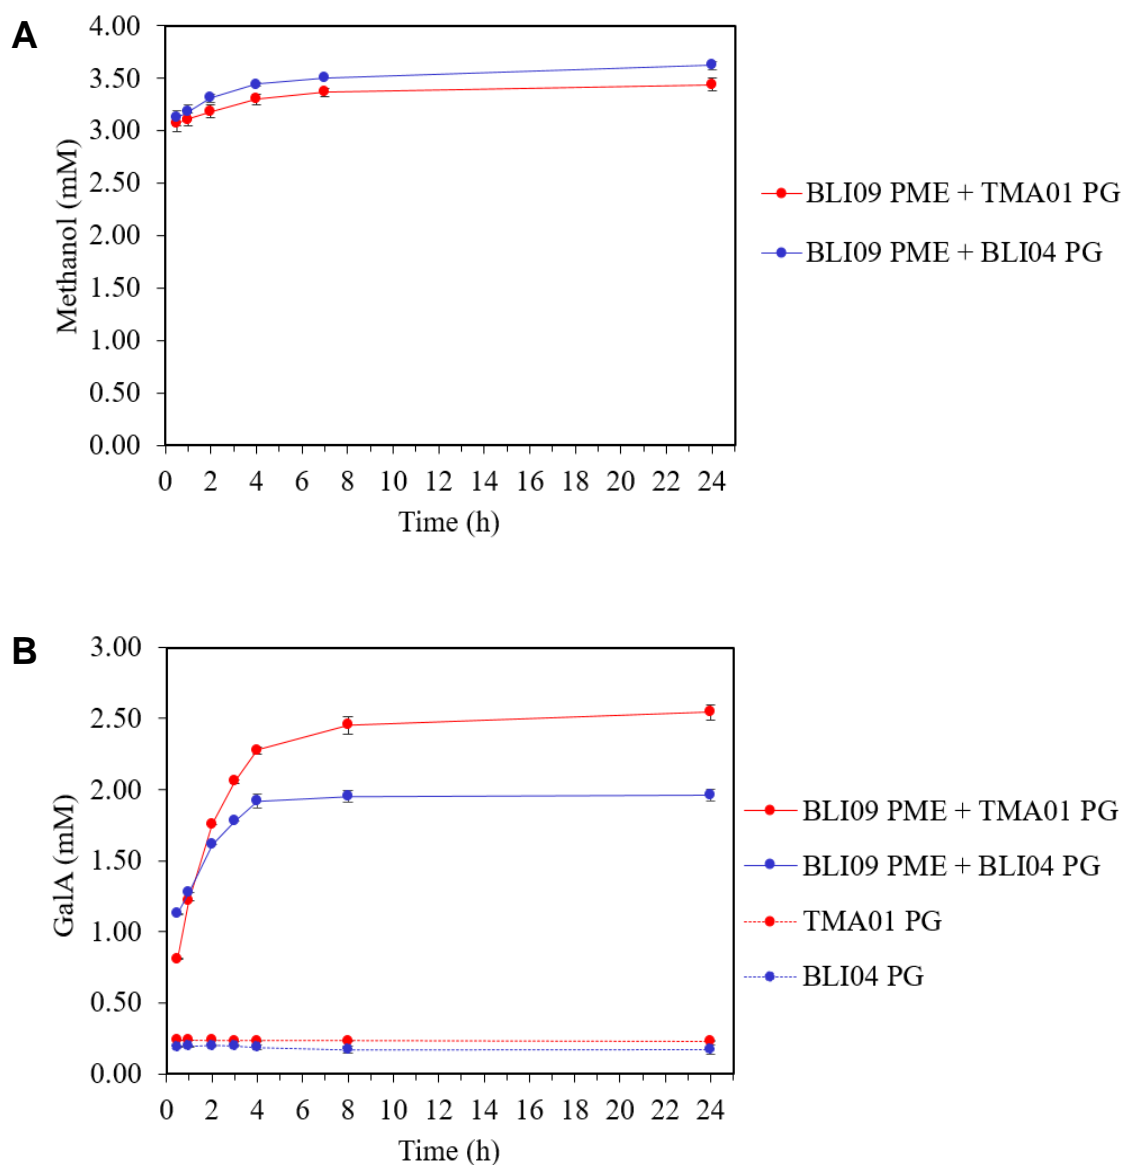 A
4.00
3.50
3.00
2.50
2.00
1.50
1.00
0.50
0.00
Methanol (mM)
0 2 4 6 8 10 12 14 16 18 20 22 24
Time (h)
BLI09 PME + TMA01 PG
BLI09 PME + BLI04 PG
B
3.00
2.50
2.00
1.50
1.00
0.50
0.00
GalA (mM)
0 2 4 6 8 10 12 14 16 18 20 22 24
Time (h)
BLI09 PME + TMA01 PG
BLI09 PME + BLI04 PG
TMA01 PG
BLI04 PG